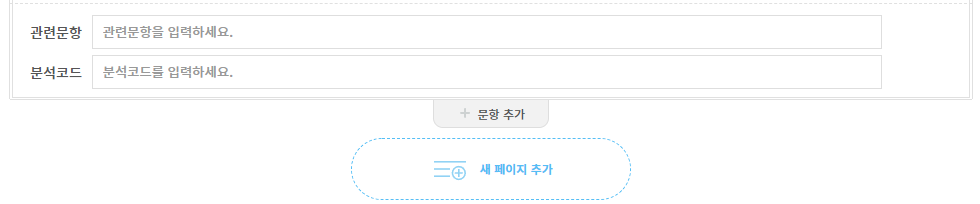 관련문항 관련문항을 입력하세요.
분석코드 분석코드를 입력하세요.
+ 문항 추가
새 페이지 추가